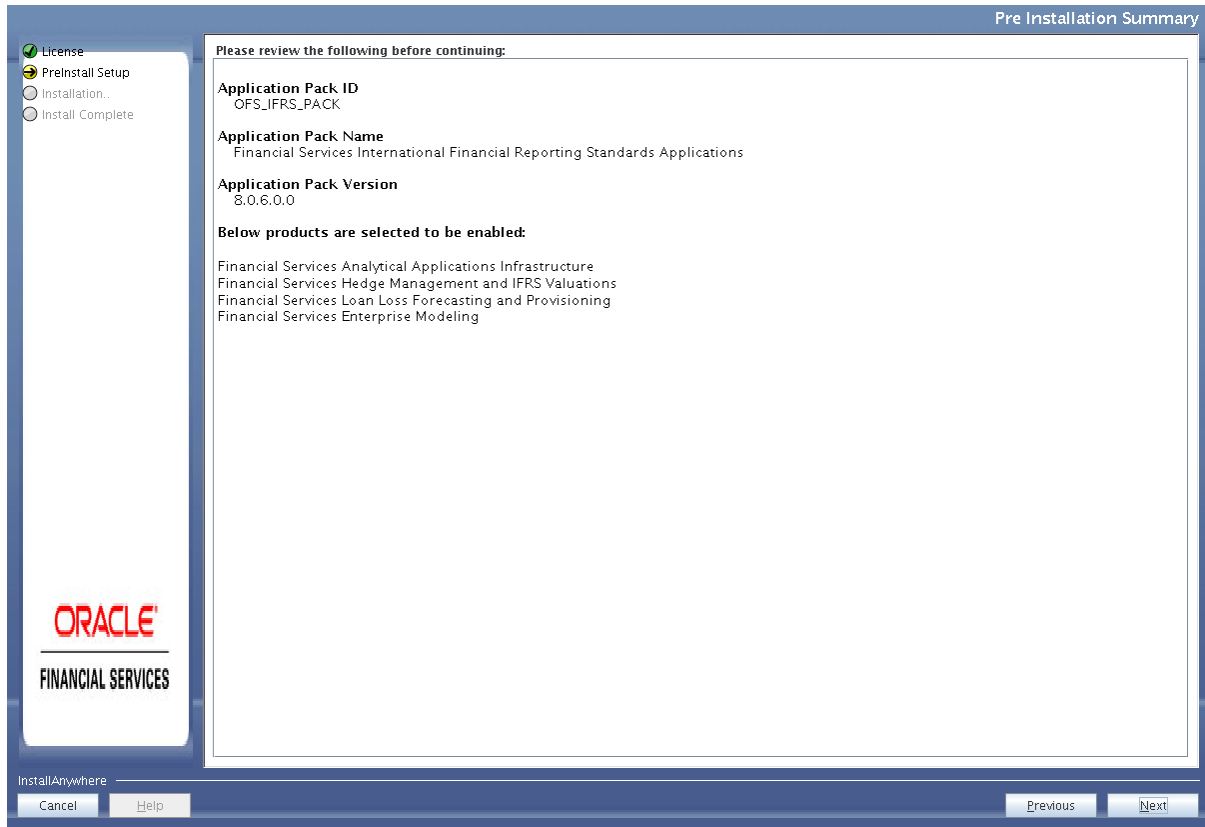 Pre Installation Summary
License
PreInstall Setup
Installation..
Install Complete
Please review the following before continuing:
Application Pack ID
OFS_IFRS_PACK
Application Pack Name
Financial Services International Financial Reporting Standards Applications
Application Pack Version
8.0.6.0.0
Below products are selected to be enabled:
Financial Services Analytical Applications Infrastructure
Financial Services Hedge Management and IFRS Valuations
Financial Services Loan Loss Forecasting and Provisioning
Financial Services Enterprise Modeling
ORACLE
FINANCIAL SERVICES
InstallAnywhere
Cancel
Help
Previous
Next